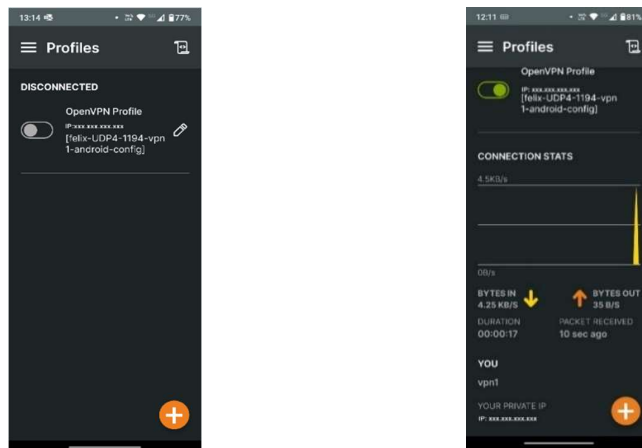 13:14
77%
Profiles
DISCONNECTED
OpenVPN Profile
IP:xxx.xxx.xxx.xxx
[felix-UDP4-1194-vpn
1-android-config]
12:11
81%
Profiles
OpenVPN Profile
IP: xxx.xxx.xxx.xxx
[felix-UDP4-1194-vpn
1-android-config]
CONNECTION STATS
4.5KB/s
0B/s
BYTES IN
4.25 KB/S
BYTES OUT
35 B/S
DURATION
00:00:17
PACKET RECEIVED
10 sec ago
YOU
vpn1
YOUR PRIVATE IP
IP: xxx.xxx.xxx.xxx